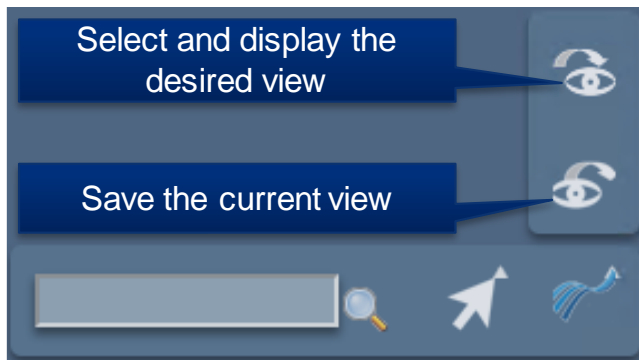 Select and display the
desired view
Save the current view